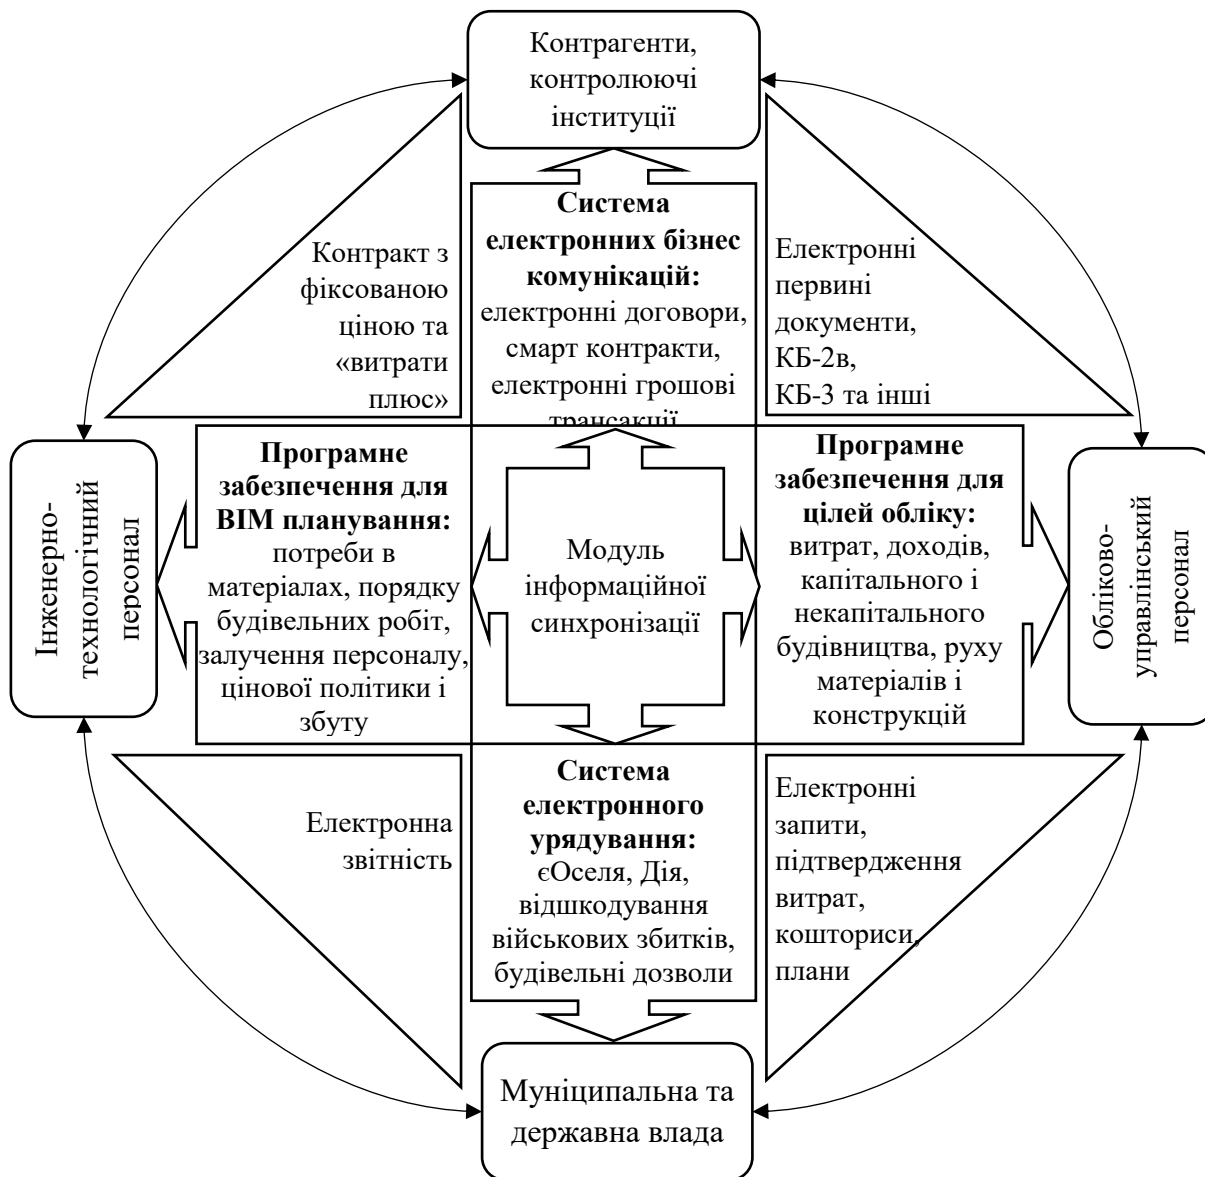 Контрагенти,
контролюючі
інституції
Контракт з
фіксованою
ціною та
«витрати
плюс»
Система
електронних бізнес
комунікацій:
електронні договори,
смарт контракти,
електронні грошові
трансакції
Електронні
первині
документи,
КБ-2в,
КБ-3 та інші
Інженерно-
технологічний
персонал
Програмне
забезпечення для
BIM планування:
потреби в
матеріалах, порядку
будівельних робіт,
залучення персоналу,
цінової політики і
збуту
Модуль
інформаційної
синхронізації
Програмне
забезпечення для
цілей обліку:
витрат, доходів,
капітального і
некапітального
будівництва, руху
матеріалів і
конструкцій
Обліково-
управлінський
персонал
Електронна
звітність
Система
електронного
урядування:
єОселя, Дія,
відшкодування
військових збитків,
будівельні дозволи
Електронні
запити,
підтвердження
витрат,
кошториси,
плани
Муніципальна та
державна влада